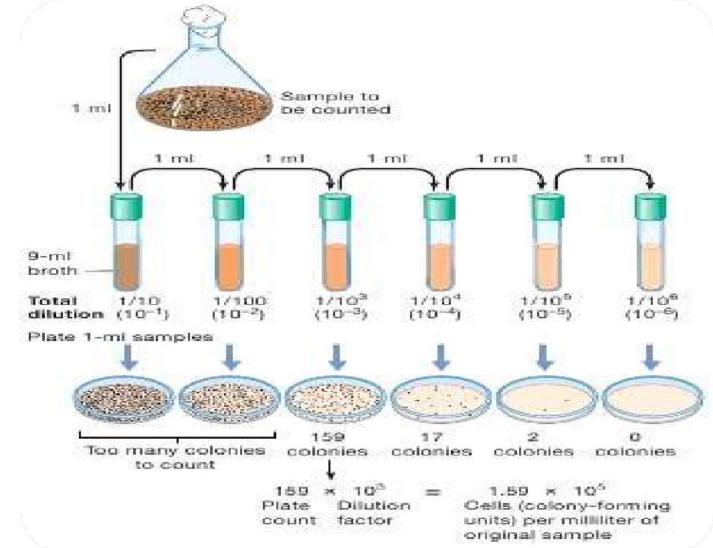 1 ml
Sample to
be counted
1 ml 1 ml 1 ml 1 ml 1 ml
9-ml
broth
Total dilution
1/10 (10⁻¹)
1/100 (10⁻²)
1/10³ (10⁻³)
1/10⁴ (10⁻⁴)
1/10⁵ (10⁻⁵)
1/10⁶ (10⁻⁶)
Plate 1-ml samples
Too many colonies
to count
159
colonies
17
colonies
2
colonies
0
colonies
159 × 10³ = 1.59 × 10⁵
Plate count
Dilution factor
Cells (colony-forming
units) per milliliter of
original sample